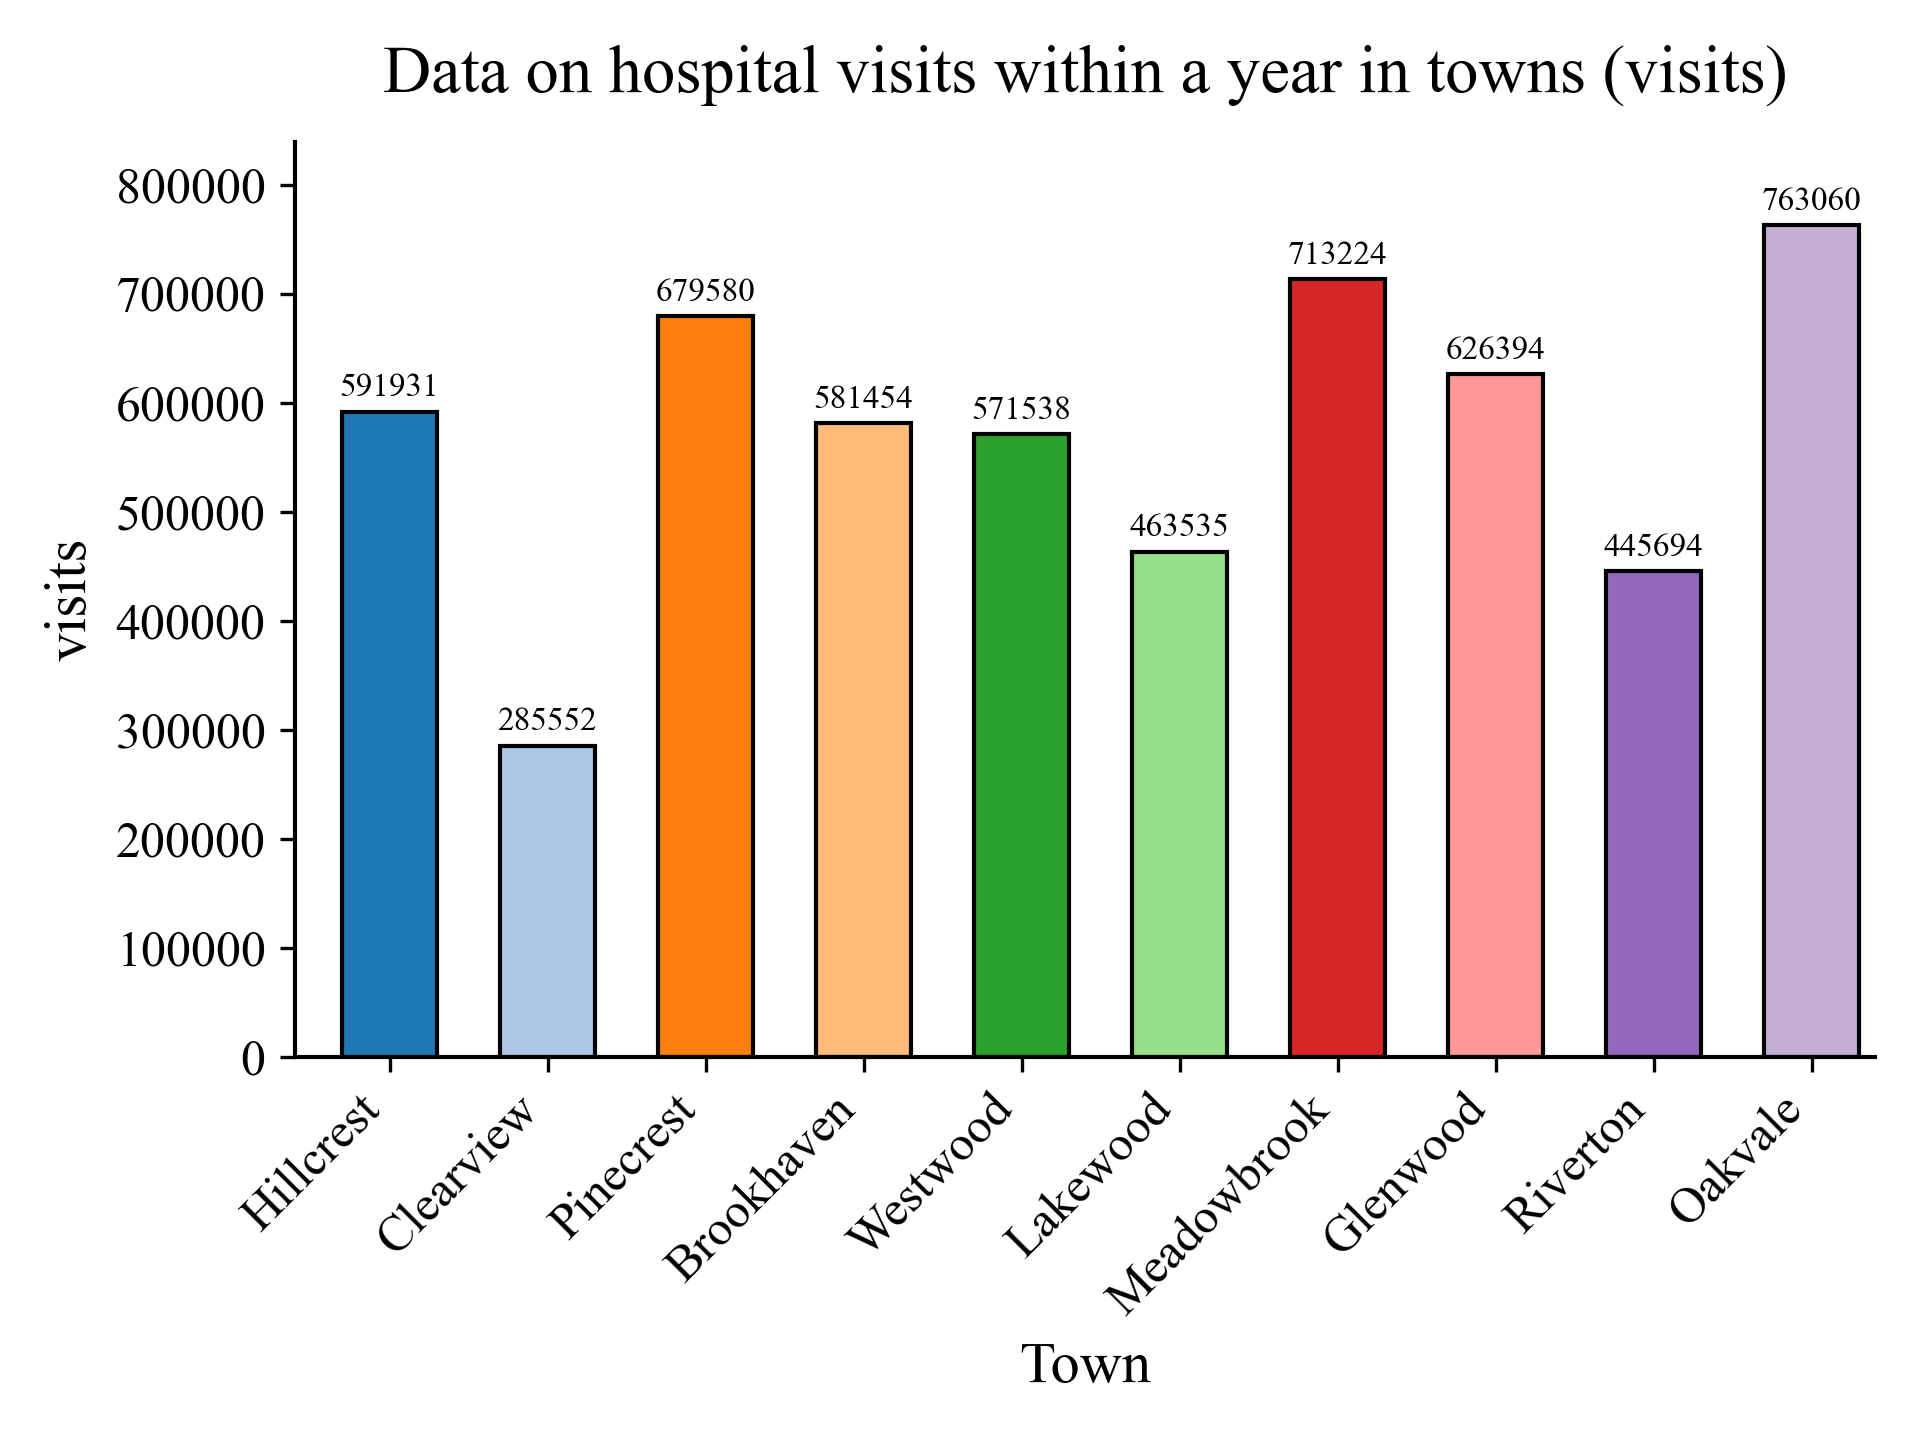 Data on hospital visits within a year in towns (visits)
visits
800000
700000
600000
500000
400000
300000
200000
100000
0
591931
285552
679580
581454
571538
463535
713224
626394
445694
763060
Hillcrest
Clearview
Pinecrest
Brookhaven
Westwood
Lakewood
Meadowbrook
Glenwood
Riverton
Oakvale
Town